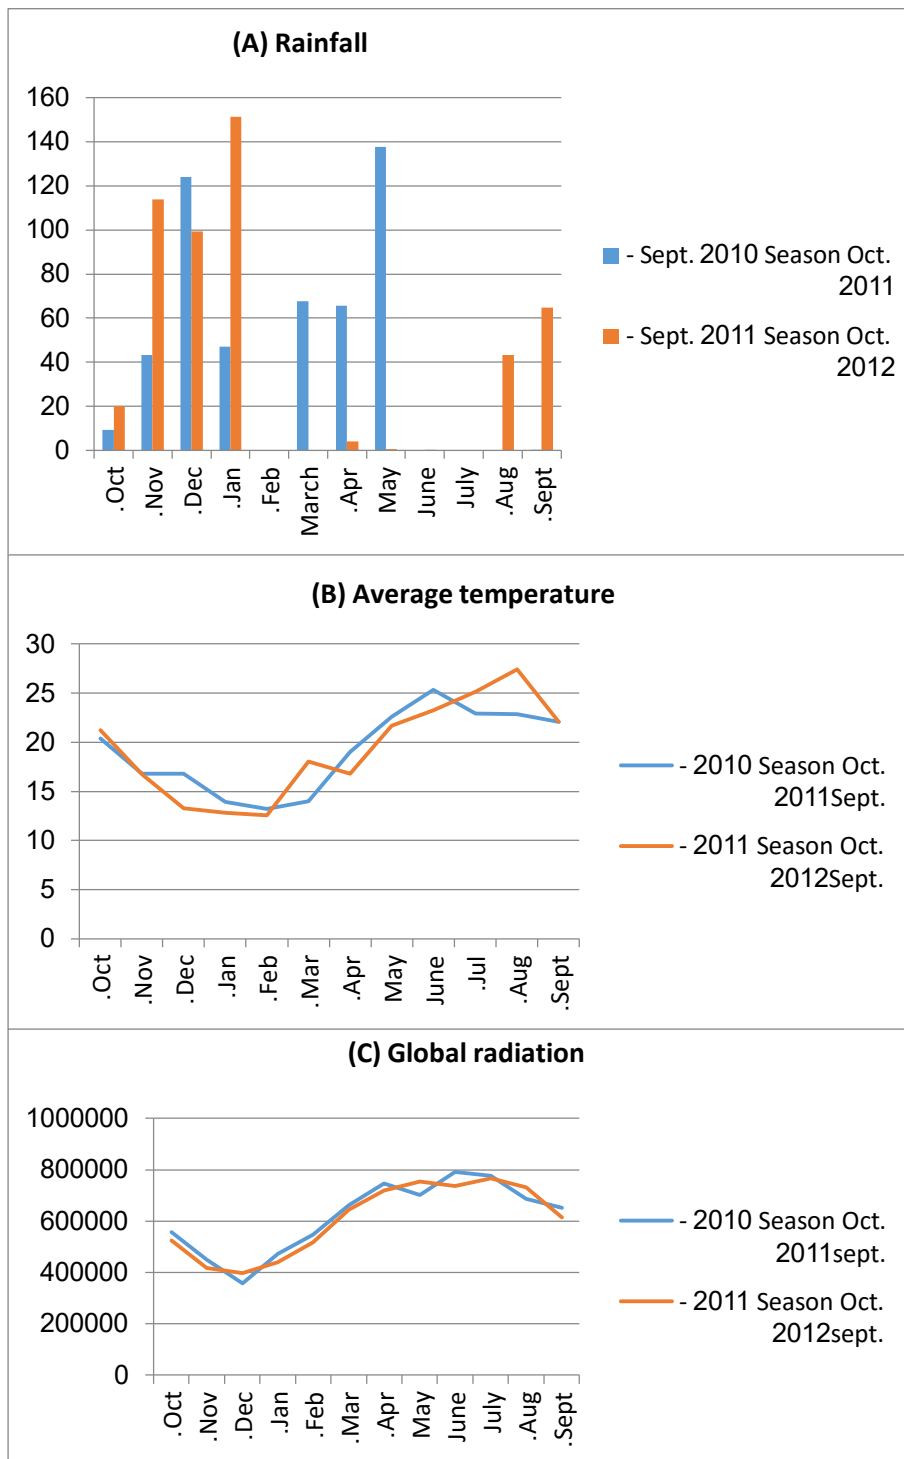 (A) Rainfall
160
140
120
100
80
60
40
20
0
.Oct
.Nov
.Dec
.Jan
.Feb
March
.Apr
May
June
July
.Aug
.Sept
- Sept. 2010 Season Oct.
2011
- Sept. 2011 Season Oct.
2012
(B) Average temperature
30
25
20
15
10
5
0
.Oct
.Nov
.Dec
.Jan
.Feb
.Mar
.Apr
May
June
.Jul
.Aug
.Sept
- 2010 Season Oct.
2011Sept.
- 2011 Season Oct.
2012Sept.
(C) Global radiation
1000000
800000
600000
400000
200000
0
.Oct
.Nov
.Dec
.Jan
.Feb
.Mar
.Apr
May
June
July
.Aug
.Sept
- 2010 Season Oct.
2011sept.
- 2011 Season Oct.
2012sept.